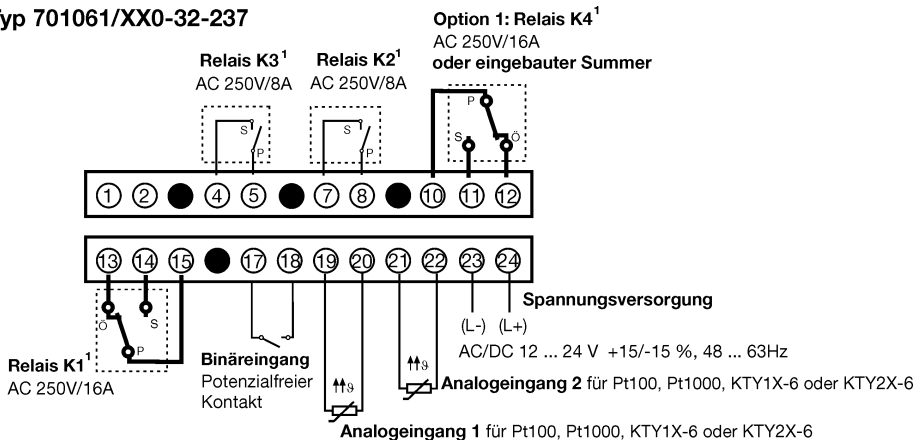 yp 701061/XX0-32-237
Option 1: Relais K4¹
AC 250V/16A
oder eingebauter Summer
Relais K3¹
AC 250V/8A
Relais K2¹
AC 250V/8A
S
P
S
P
P
S
Ö
1 2 4 5 7 8 10 11 12
13 14 15 17 18 19 20 21 22 23 24
Ö
S
P
Relais K1¹
AC 250V/16A
Binäreingang
Potenzialfreier
Kontakt
Spannungsversorgung
(L-) (L+)
AC/DC 12 ... 24 V +15/-15 %, 48 ... 63Hz
ϑ
Analogeingang 2 für Pt100, Pt1000, KTY1X-6 oder KTY2X-6
ϑ
Analogeingang 1 für Pt100, Pt1000, KTY1X-6 oder KTY2X-6